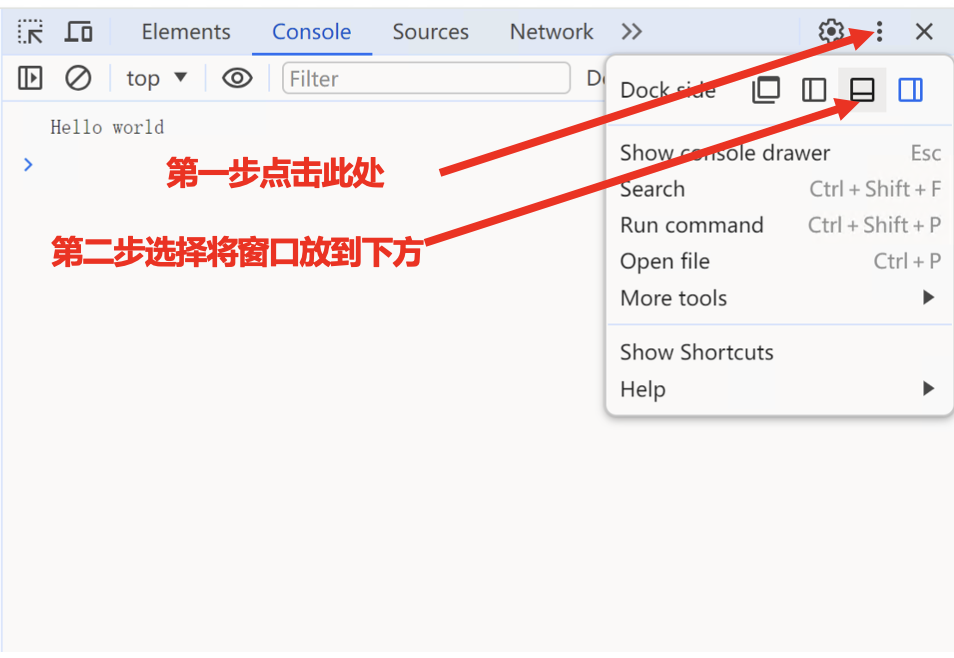 Elements Console Sources Network
top Filter De
Dock side
Hello world
Show console drawer Esc
第一步点击此处
Search Ctrl + Shift + F
Run command Ctrl + Shift + P
第二步选择将窗口放到下方
Open file Ctrl + P
More tools
Show Shortcuts
Help